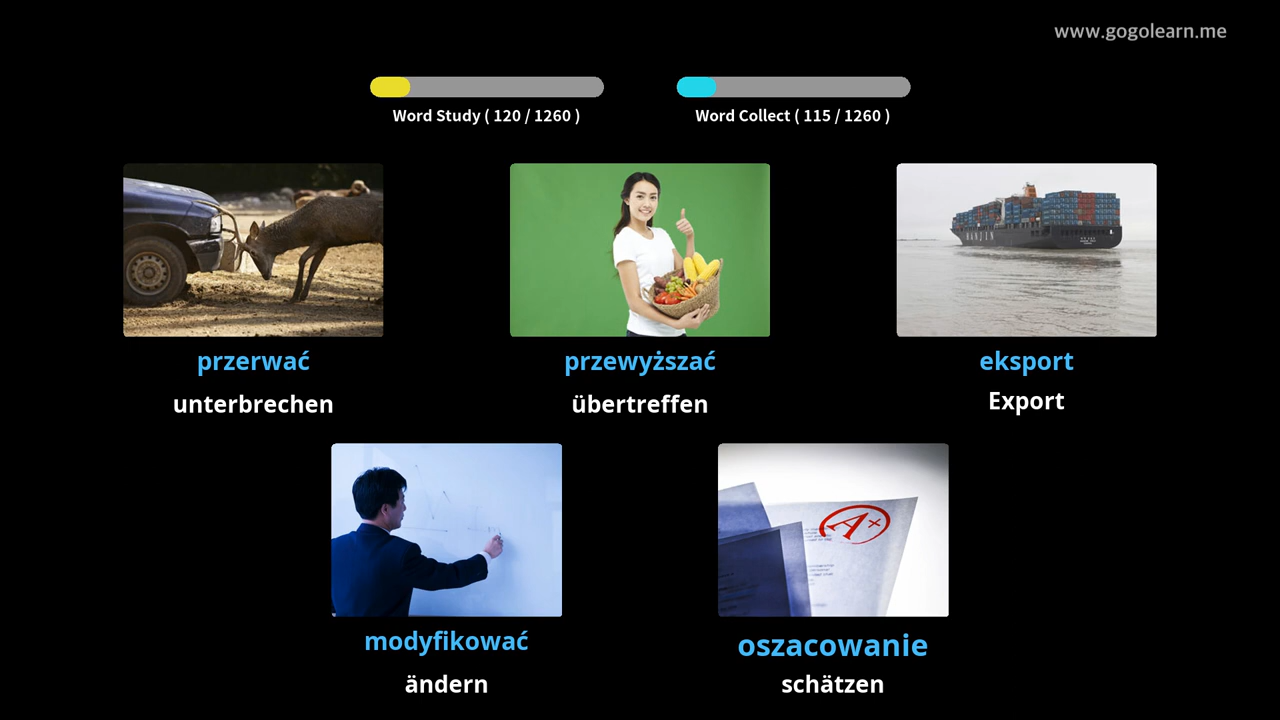 www.gogolearn.me
Word Study ( 120 / 1260 )
Word Collect ( 115 / 1260 )
HANJIN
A+
przerwać
przewyższać
eksport
unterbrechen
übertreffen
Export
modyfikować
oszacowanie
ändern
schätzen